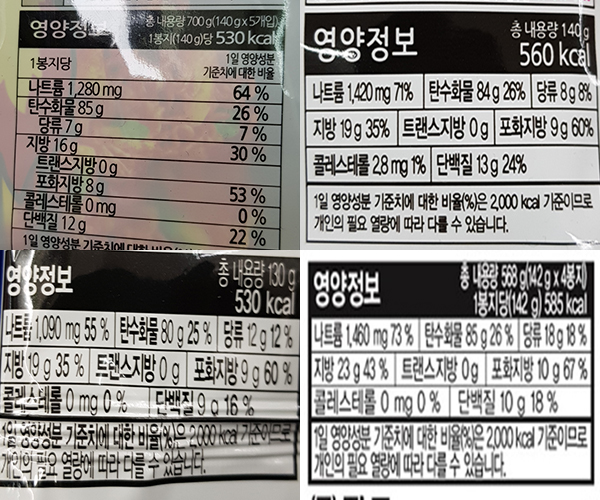 영양정보
총 내용량 700 g(140 g x 5개입)
1봉지(140 g)당 530 kcal
1봉지당
1일 영양성분
기준치에 대한 비율
나트륨 1,280 mg 64 %
탄수화물 85 g 26 %
당류 7 g 7 %
지방 16 g 30 %
트랜스지방 0 g
포화지방 8 g 53 %
콜레스테롤 0 mg 0 %
단백질 12 g 22 %
1일 영양성분 기준치에 대한
영양정보
총 내용량 140 g
560 kcal
나트륨 1,420 mg 71% 탄수화물 84 g 26% 당류 8 g 8%
지방 19 g 35% 트랜스지방 0 g 포화지방 9 g 60%
콜레스테롤 2.8 mg 1% 단백질 13 g 24%
1일 영양성분 기준치에 대한 비율(%)은 2,000 kcal 기준이므로
개인의 필요 열량에 따라 다를 수 있습니다.
영양정보
총 내용량 130 g
530 kcal
나트륨 1,090 mg 55 % 탄수화물 80 g 25 % 당류 12 g 12 %
지방 19 g 35 % 트랜스지방 0 g 포화지방 9 g 60 %
콜레스테롤 0 mg 0 % 단백질 9 g 16 %
1일 영양성분 기준치에 대한 비율(%)은 2,000 kcal 기준이므로
개인의 필요 열량에 따라 다를 수 있습니다.
영양정보
총 내용량 568 g(142 g x 4봉지)
1봉지당(142 g) 585 kcal
나트륨 1,460 mg 73 % 탄수화물 85 g 26 % 당류 18 g 18 %
지방 23 g 43 % 트랜스지방 0 g 포화지방 10 g 67 %
콜레스테롤 0 mg 0 % 단백질 10 g 18 %
1일 영양성분 기준치에 대한 비율(%)은 2,000 kcal 기준이므로
개인의 필요 열량에 따라 다를 수 있습니다.